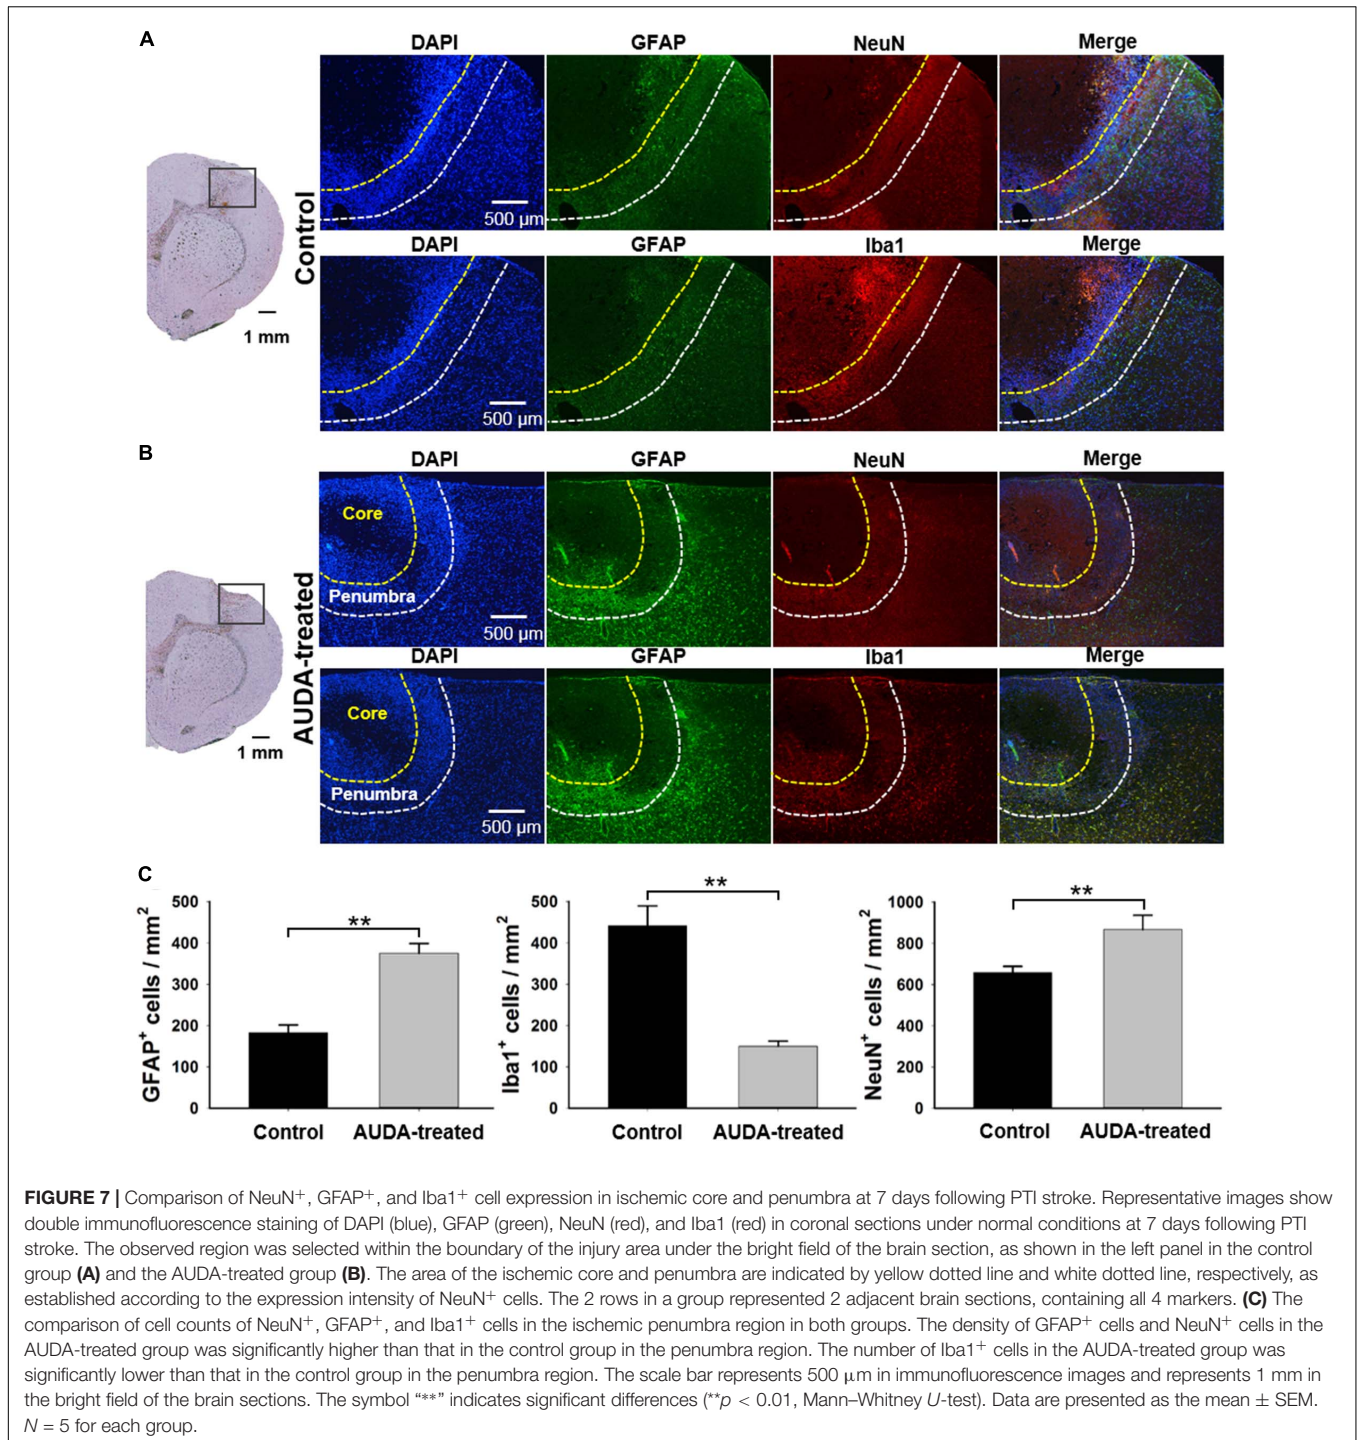 A
DAPI GFAP NeuN Merge
Control
500 µm
1 mm
DAPI GFAP Iba1 Merge
500 µm
B
DAPI GFAP NeuN Merge
AUDA-treated
Core
Penumbra
500 µm
1 mm
DAPI GFAP Iba1 Merge
Core
Penumbra
500 µm
C
GFAP⁺ cells / mm²
500
400
300
200
100
0
**
Control AUDA-treated
Iba1⁺ cells / mm²
500
400
300
200
100
0
**
Control AUDA-treated
NeuN⁺ cells / mm²
1000
800
600
400
200
0
**
Control AUDA-treated
FIGURE 7 | Comparison of NeuN⁺, GFAP⁺, and Iba1⁺ cell expression in ischemic core and penumbra at 7 days following PTI stroke. Representative images show
double immunofluorescence staining of DAPI (blue), GFAP (green), NeuN (red), and Iba1 (red) in coronal sections under normal conditions at 7 days following PTI
stroke. The observed region was selected within the boundary of the injury area under the bright field of the brain section, as shown in the left panel in the control
group (A) and the AUDA-treated group (B). The area of the ischemic core and penumbra are indicated by yellow dotted line and white dotted line, respectively, as
established according to the expression intensity of NeuN⁺ cells. The 2 rows in a group represented 2 adjacent brain sections, containing all 4 markers. (C) The
comparison of cell counts of NeuN⁺, GFAP⁺, and Iba1⁺ cells in the ischemic penumbra region in both groups. The density of GFAP⁺ cells and NeuN⁺ cells in the
AUDA-treated group was significantly higher than that in the control group in the penumbra region. The number of Iba1⁺ cells in the AUDA-treated group was
significantly lower than that in the control group in the penumbra region. The scale bar represents 500 µm in immunofluorescence images and represents 1 mm in
the bright field of the brain sections. The symbol “**” indicates significant differences (**p < 0.01, Mann–Whitney U-test). Data are presented as the mean ± SEM.
N = 5 for each group.